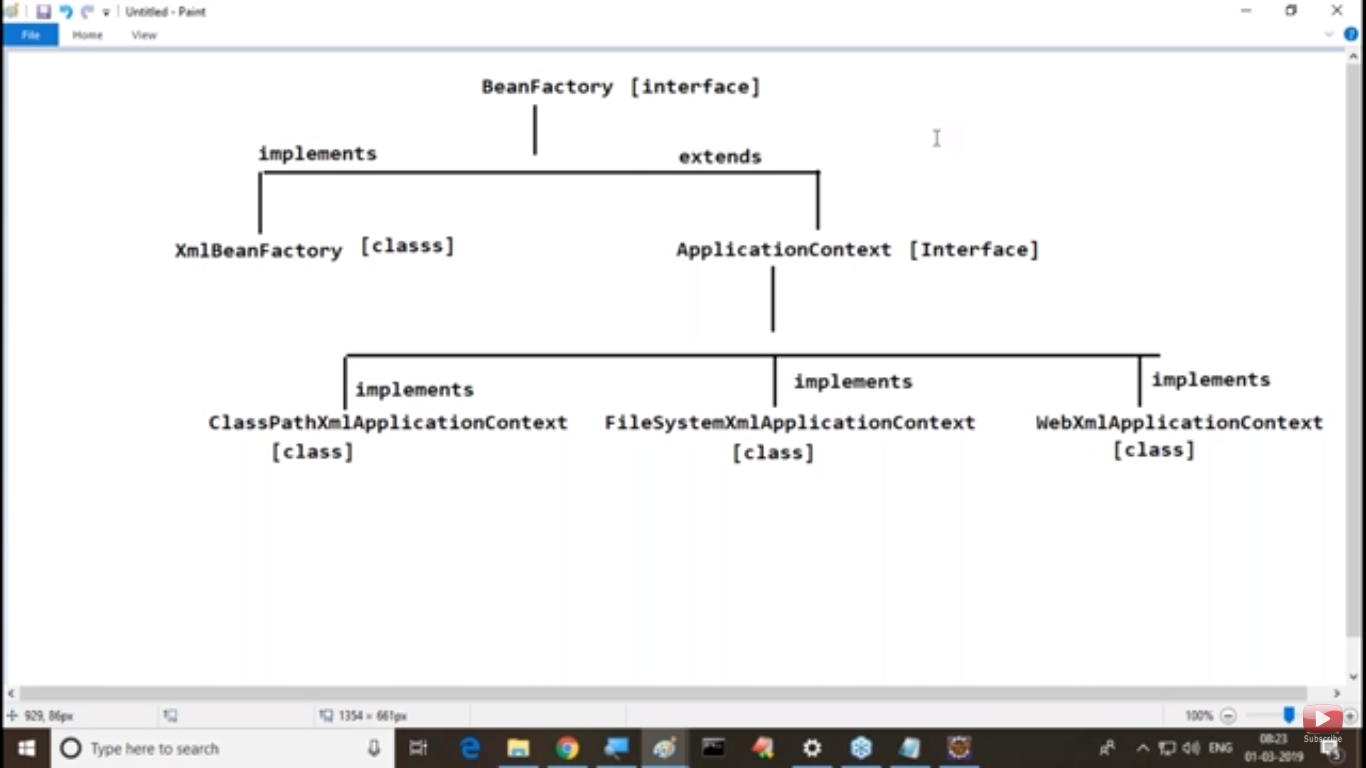 Untitled - Paint
File Home View
BeanFactory [interface]
implements extends
XmlBeanFactory [classs] ApplicationContext [Interface]
implements implements implements
ClassPathXmlApplicationContext FileSystemXmlApplicationContext WebXmlApplicationContext
[class] [class] [class]
929, 86px 1354 × 661px 100%
Subscribe
Type here to search ENG 08:23
01-03-2019